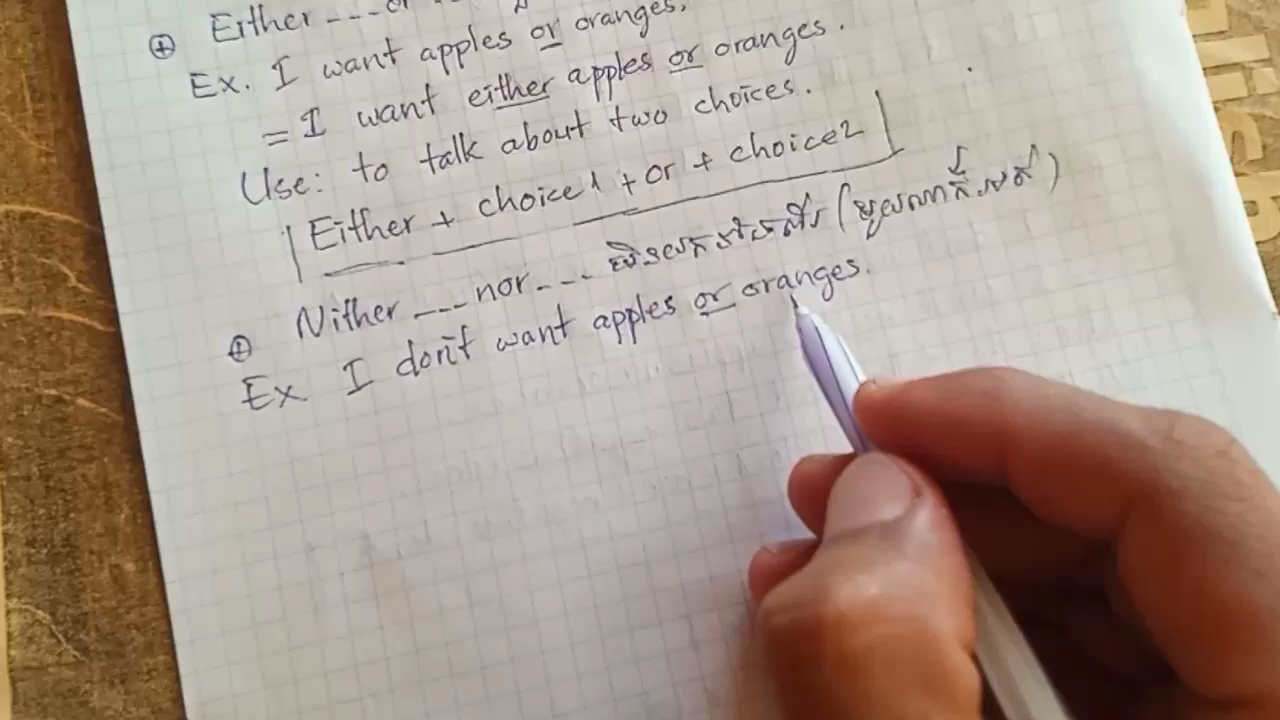 ⊕ Either ---or
Ex. I want apples or oranges.
= I want either apples or oranges.
Use: to talk about two choices.
Either + choice1 + or + choice2
⊕ Nither ---nor---
Ex I don't want apples or oranges.